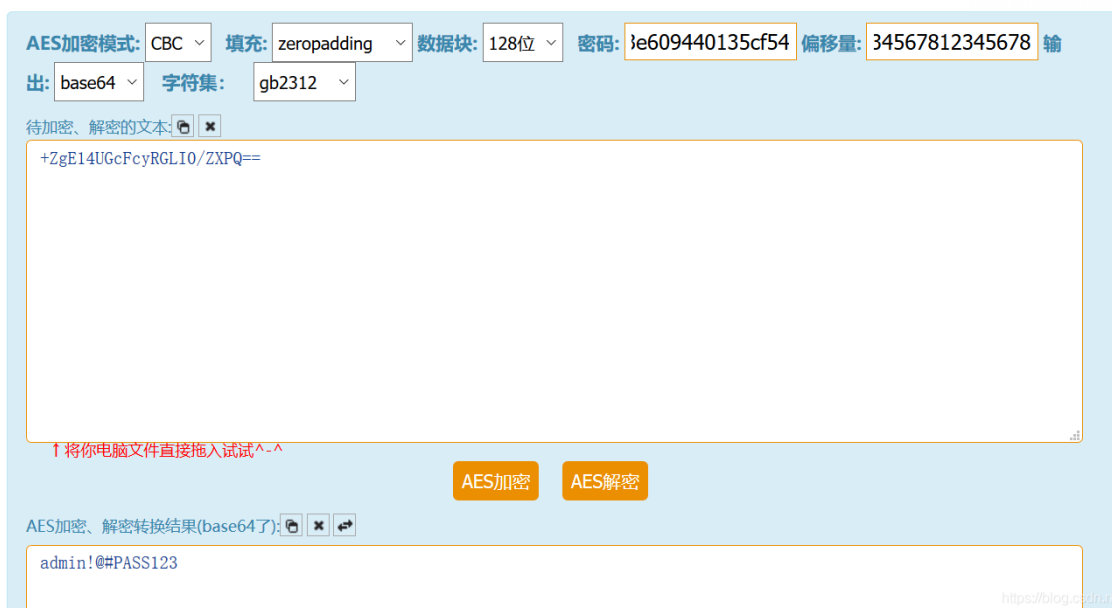 AES加密模式: CBC 填充: zeropadding 数据块: 128位 密码: 3e609440135cf54 偏移量: 34567812345678 输
出: base64 字符集: gb2312
待加密、解密的文本:
+ZgE14UGcFcyRGLI0/ZXPQ==
↑将你电脑文件直接拖入试试^-^
AES加密 AES解密
AES加密、解密转换结果(base64了):
admin!@#PASS123